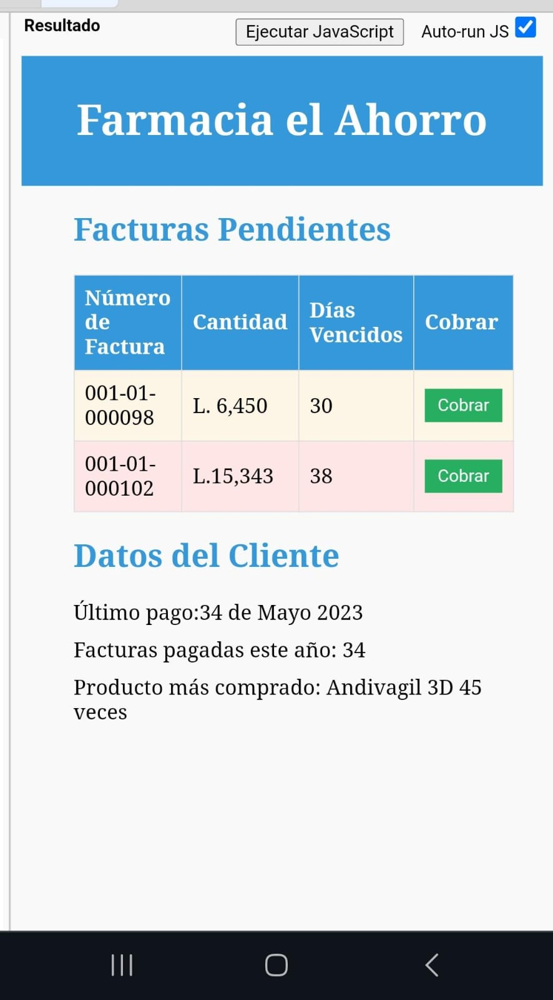 Resultado
Ejecutar JavaScript
Auto-run JS
Farmacia el Ahorro
Facturas Pendientes
Número
de
Factura
Cantidad
Días
Vencidos
Cobrar
001-01-
000098
L. 6,450
30
Cobrar
001-01-
000102
L.15,343
38
Cobrar
Datos del Cliente
Último pago:34 de Mayo 2023
Facturas pagadas este año: 34
Producto más comprado: Andivagil 3D 45
veces